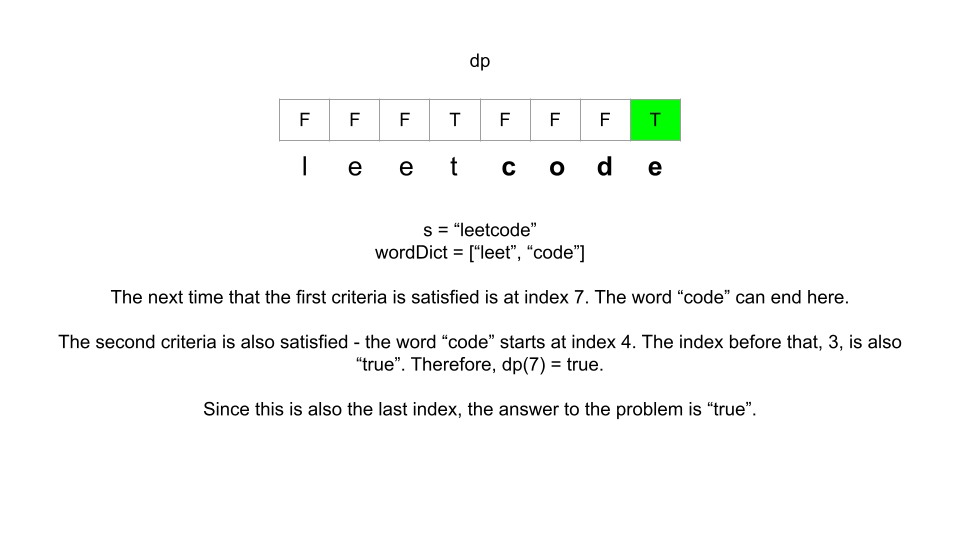 dp
F F F T F F F T
l e e t c o d e
s = “leetcode”
wordDict = [“leet”, “code”]
The next time that the first criteria is satisfied is at index 7. The word “code” can end here.
The second criteria is also satisfied - the word “code” starts at index 4. The index before that, 3, is also
“true”. Therefore, dp(7) = true.
Since this is also the last index, the answer to the problem is “true”.